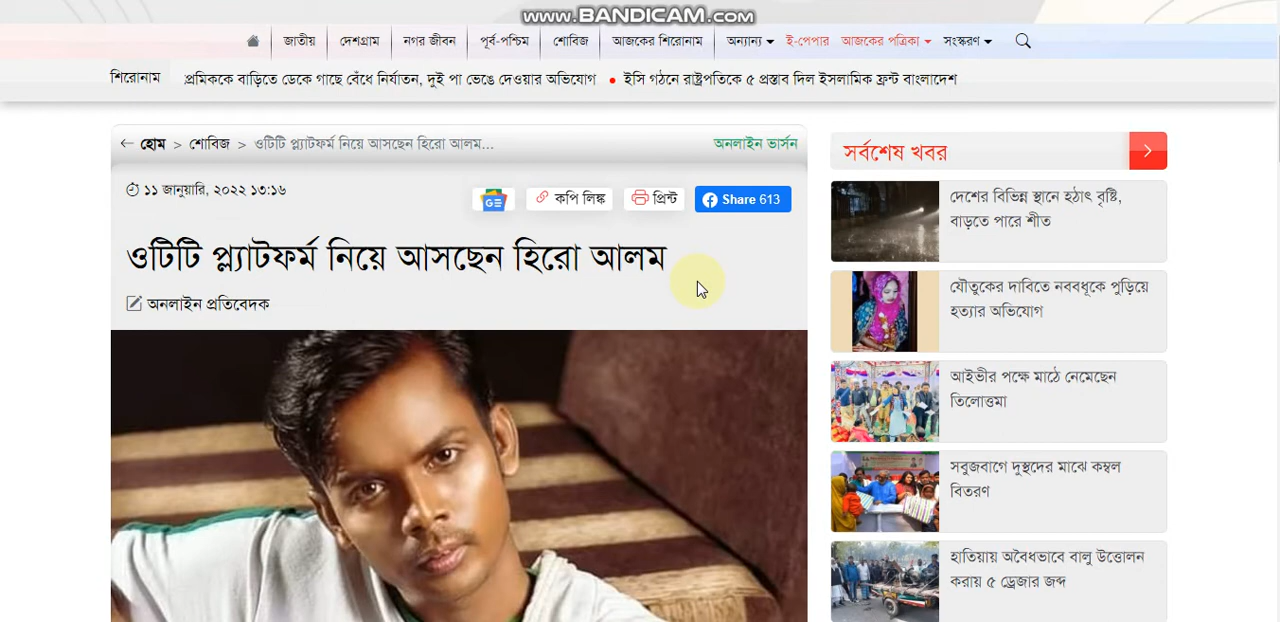 www.BANDICAM.com
জাতীয় দেশগ্রাম নগর জীবন পূর্ব-পশ্চিম শোবিজ আজকের শিরোনাম অন্যান্য ই-পেপার আজকের পত্রিকা সংস্করণ
শিরোনাম প্রমিককে বাড়িতে ডেকে গাছে বেঁধে নির্যাতন, দুই পা ভেঙে দেওয়ার অভিযোগ ● ইসি গঠনে রাষ্ট্রপতিকে ৫ প্রস্তাব দিল ইসলামিক ফ্রন্ট বাংলাদেশ
← হোম > শোবিজ > ওটিটি প্ল্যাটফর্ম নিয়ে আসছেন হিরো আলম... অনলাইন ভার্সন
১১ জানুয়ারি, ২০২২ ১৩:১৬
GE কপি লিঙ্ক প্রিন্ট Share 613
ওটিটি প্ল্যাটফর্ম নিয়ে আসছেন হিরো আলম
অনলাইন প্রতিবেদক
সর্বশেষ খবর
দেশের বিভিন্ন স্থানে হঠাৎ বৃষ্টি,
বাড়তে পারে শীত
যৌতুকের দাবিতে নববধূকে পুড়িয়ে
হত্যার অভিযোগ
আইভীর পক্ষে মাঠে নেমেছেন
তিলোত্তমা
সবুজবাগে দুস্থদের মাঝে কম্বল
বিতরণ
হাতিয়ায় অবৈধভাবে বালু উত্তোলন
করায় ৫ ড্রেজার জব্দ